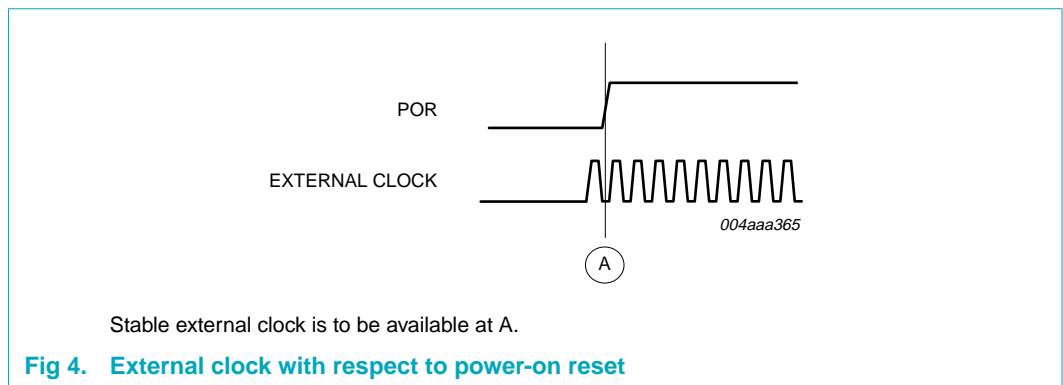 POR
EXTERNAL CLOCK
004aaa365
A
Stable external clock is to be available at A.
Fig 4. External clock with respect to power-on reset